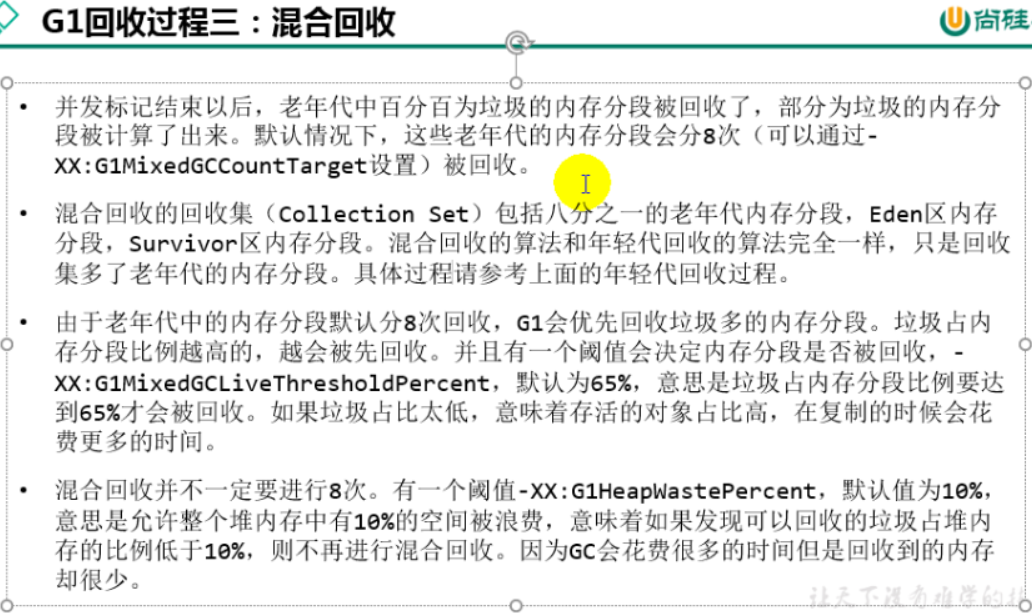 G1回收过程三：混合回收
尚硅
• 并发标记结束以后，老年代中百分百为垃圾的内存分段被回收了，部分为垃圾的内存分
段被计算了出来。默认情况下，这些老年代的内存分段会分8次（可以通过-
XX:G1MixedGCCountTarget设置）被回收。
• 混合回收的回收集（Collection Set）包括八分之一的老年代内存分段，Eden区内存
分段，Survivor区内存分段。混合回收的算法和年轻代回收的算法完全一样，只是回收
集多了老年代的内存分段。具体过程请参考上面的年轻代回收过程。
• 由于老年代中的内存分段默认分8次回收，G1会优先回收垃圾多的内存分段。垃圾占内
存分段比例越高的，越会被先回收。并且有一个阈值会决定内存分段是否被回收，-
XX:G1MixedGCLiveThresholdPercent，默认为65%，意思是垃圾占内存分段比例要达
到65%才会被回收。如果垃圾占比太低，意味着存活的对象占比高，在复制的时候会花
费更多的时间。
• 混合回收并不一定要进行8次。有一个阈值-XX:G1HeapWastePercent，默认值为10%，
意思是允许整个堆内存中有10%的空间被浪费，意味着如果发现可以回收的垃圾占堆内
存的比例低于10%，则不再进行混合回收。因为GC会花费很多的时间但是回收到的内存
却很少。
让天下没有难学的技